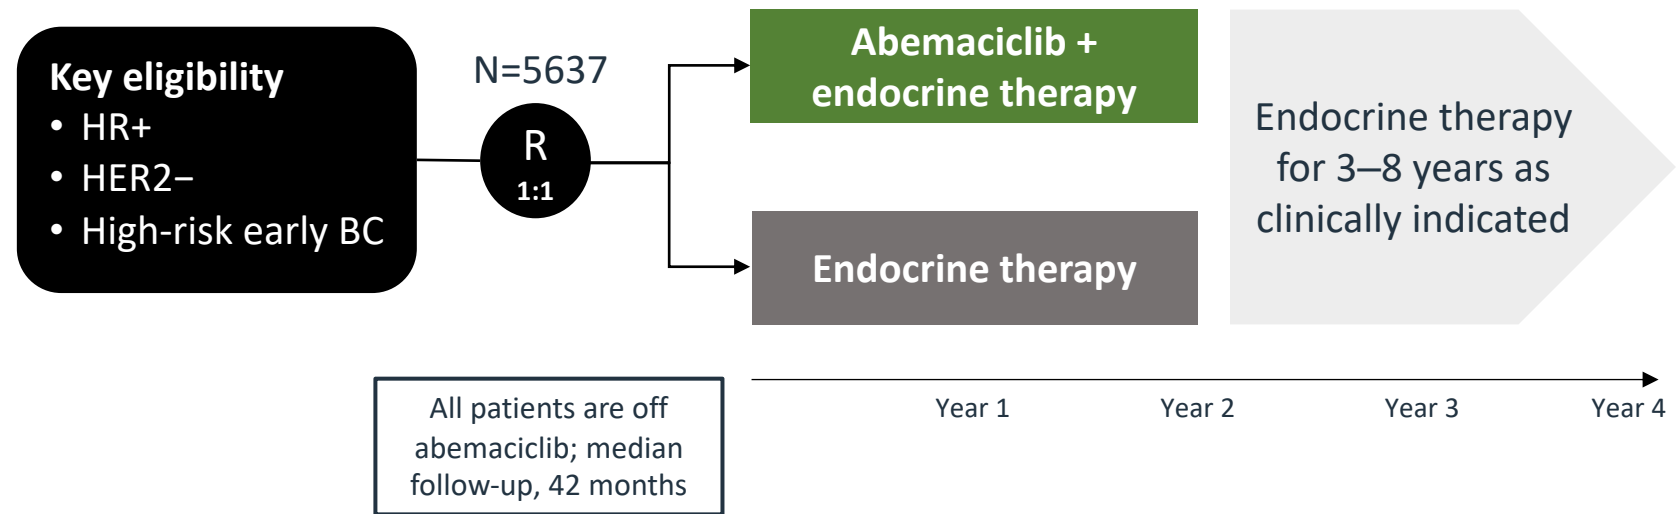 Key eligibility
• HR+
• HER2−
• High-risk early BC
N=5637
R
1:1
Abemaciclib +
endocrine therapy
Endocrine therapy
Endocrine therapy
for 3–8 years as
clinically indicated
All patients are off
abemaciclib; median
follow-up, 42 months
Year 1
Year 2
Year 3
Year 4